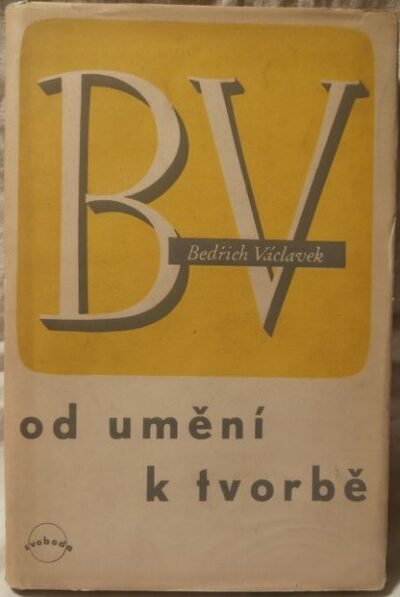 BV
Bedřich Václavek
od umění
k tvorbě
svoboda